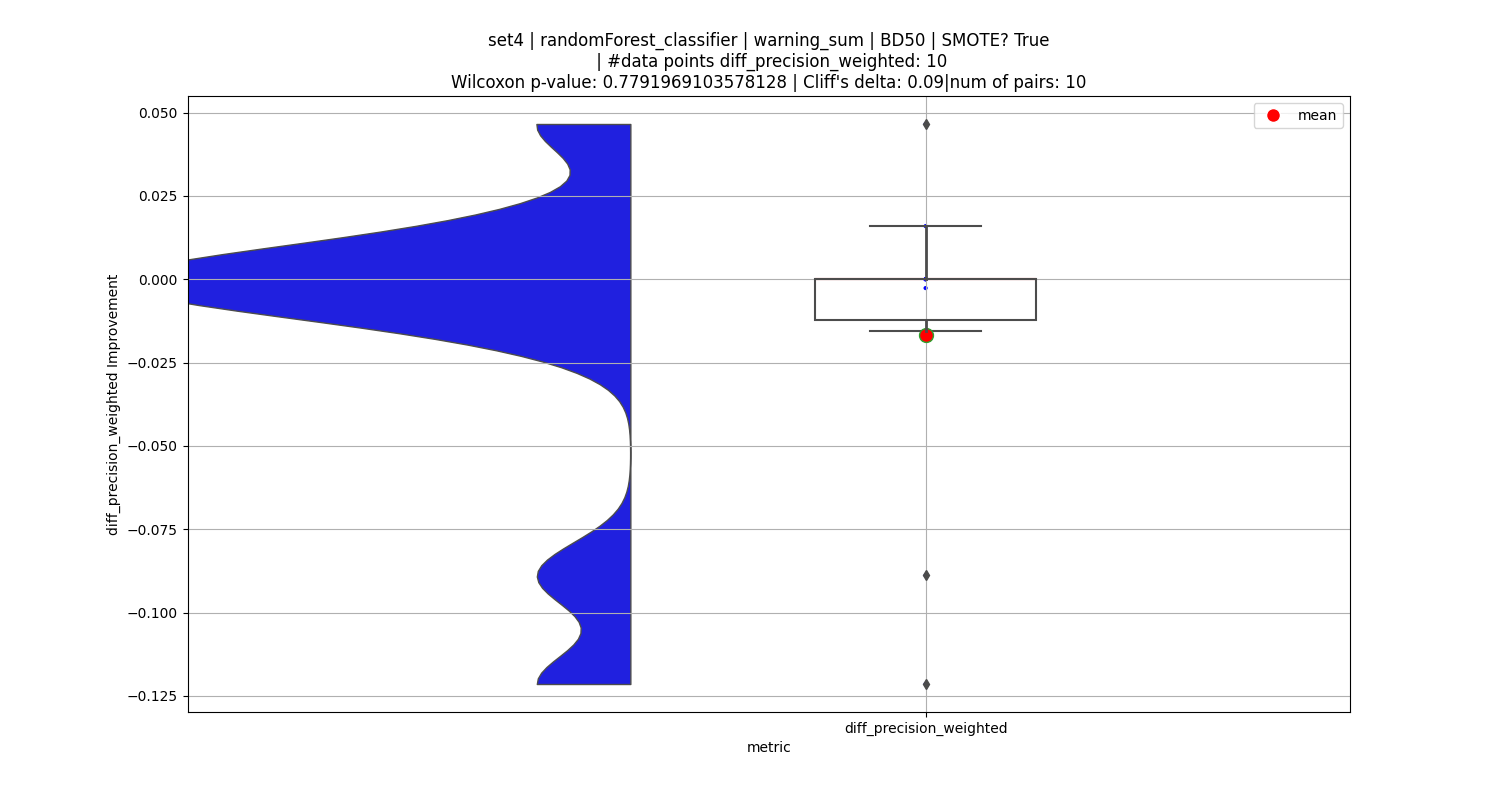 set4 | randomForest_classifier | warning_sum | BD50 | SMOTE? True
| #data points diff_precision_weighted: 10
Wilcoxon p-value: 0.7791969103578128 | Cliff's delta: 0.09|num of pairs: 10
mean
diff_precision_weighted Improvement
0.050
0.025
0.000
−0.025
−0.050
−0.075
−0.100
−0.125
diff_precision_weighted
metric